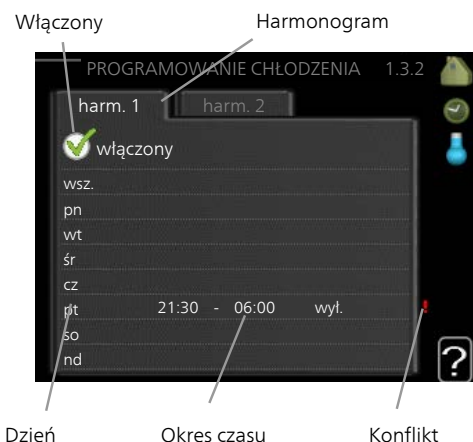 Włączony Harmonogram
PROGRAMOWANIE CHŁODZENIA 1.3.2
harm. 1 harm. 2
włączony
wsz.
pn
wt
śr
cz
pt 21:30 - 06:00 wył. !
so
nd
?
Dzień Okres czasu Konflikt